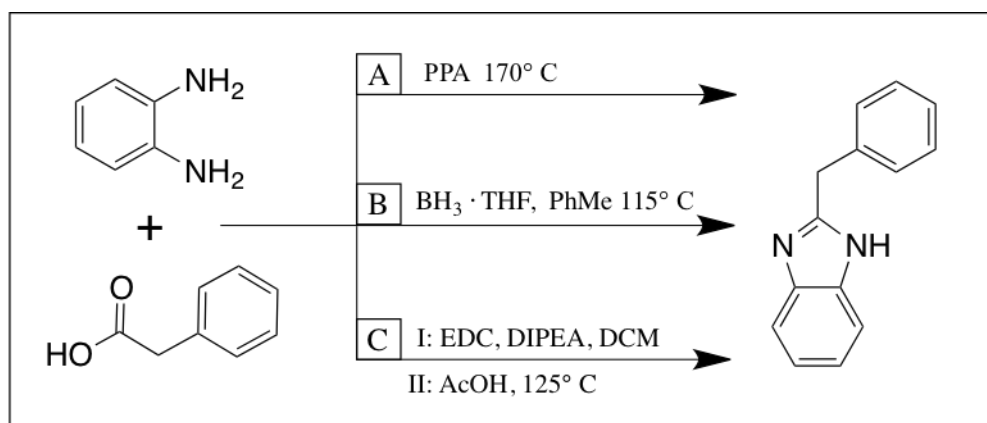 NH₂
NH₂
+
O
HO
A PPA 170° C
B BH₃ · THF, PhMe 115° C
C I: EDC, DIPEA, DCM
II: AcOH, 125° C
N NH